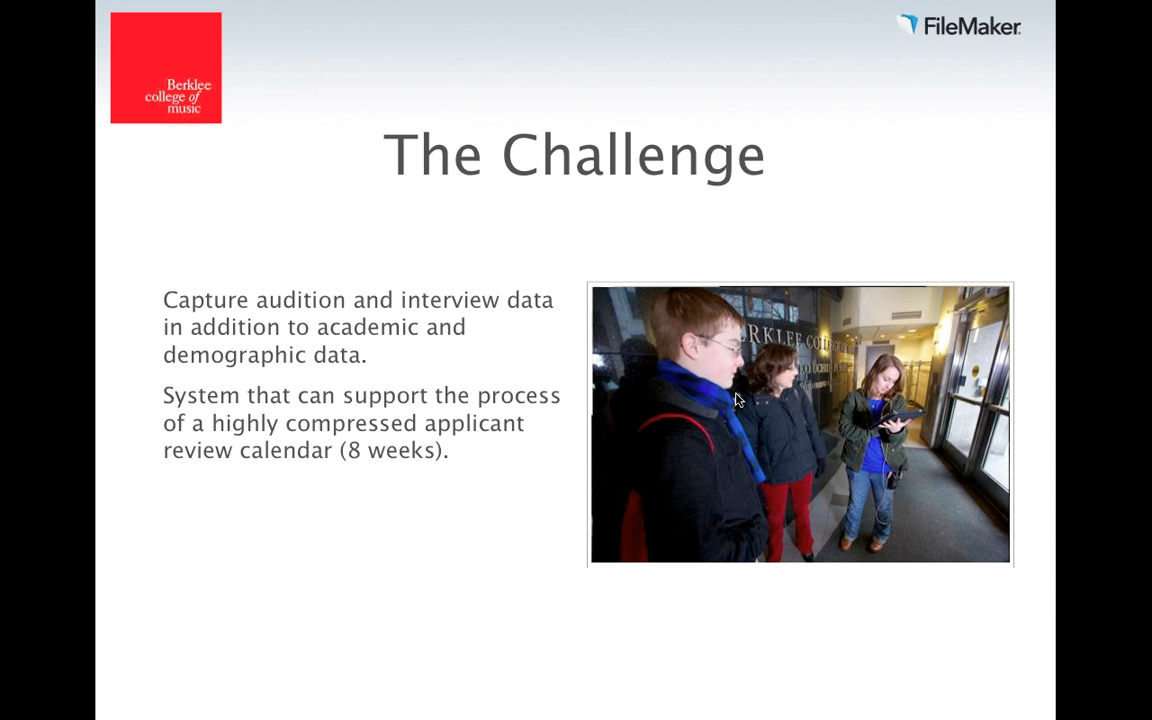 Berklee
college of
music
FileMaker
The Challenge
Capture audition and interview data
in addition to academic and
demographic data.
System that can support the process
of a highly compressed applicant
review calendar (8 weeks).